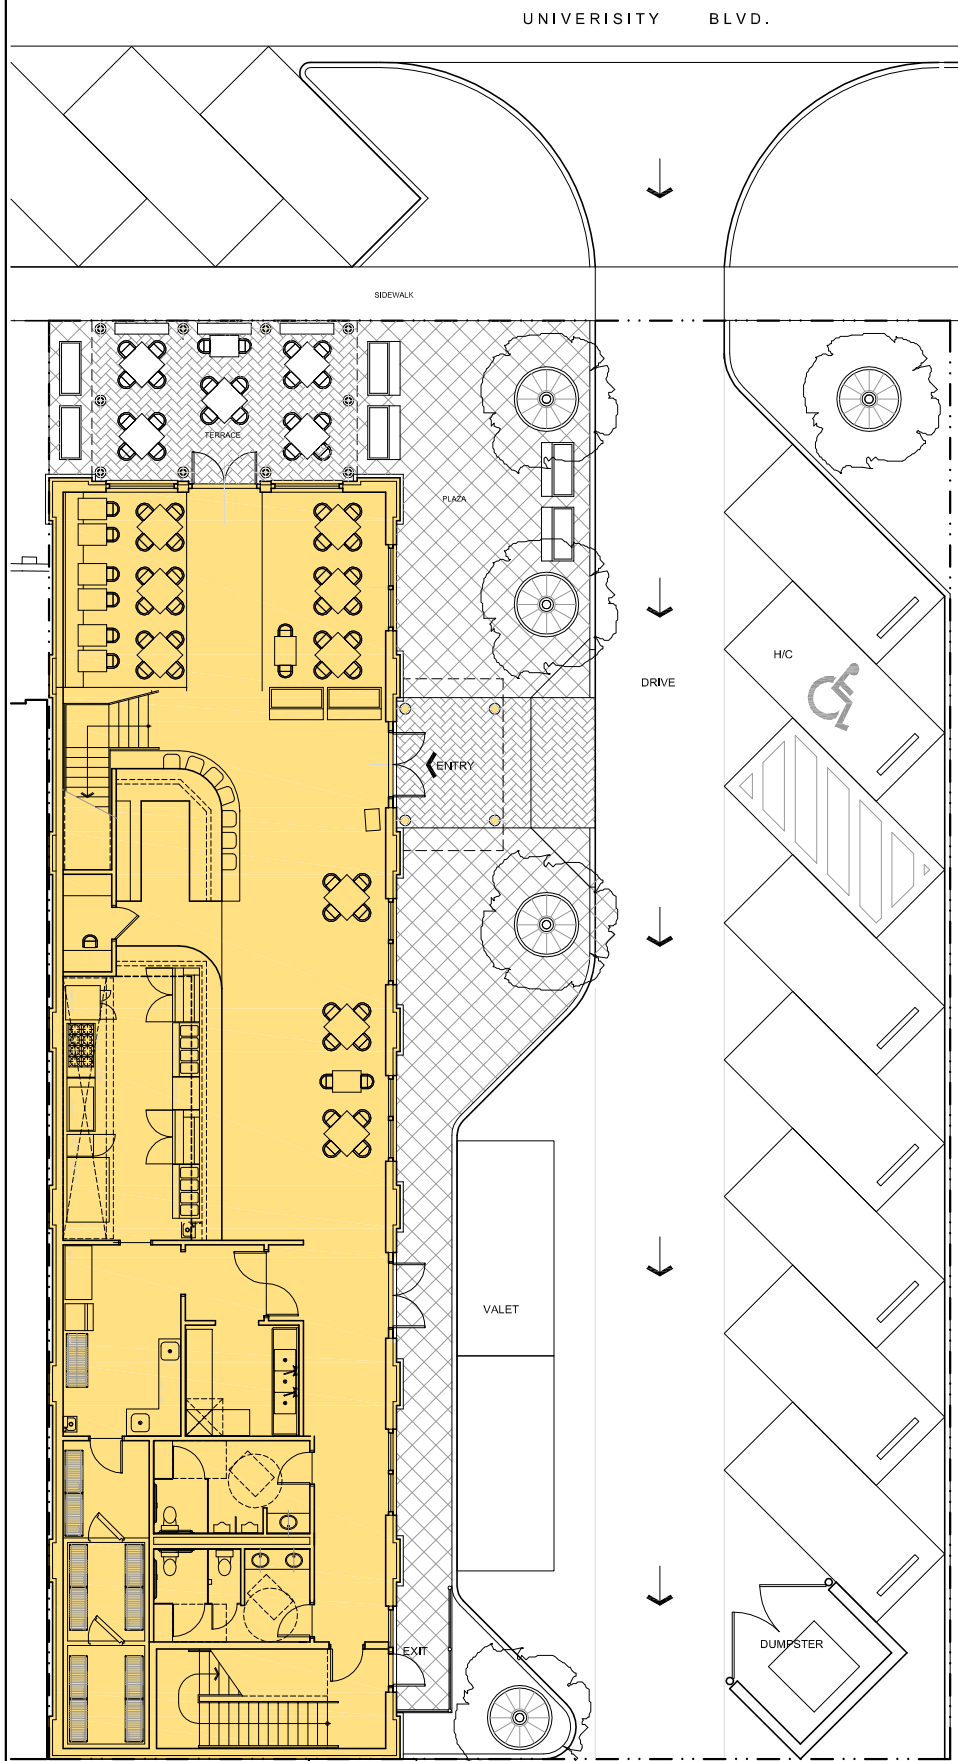 UNIVERISITY BLVD.
SIDEWALK
TERRACE
PLAZA
H/C
DRIVE
ENTRY
VALET
EXIT
DUMPSTER